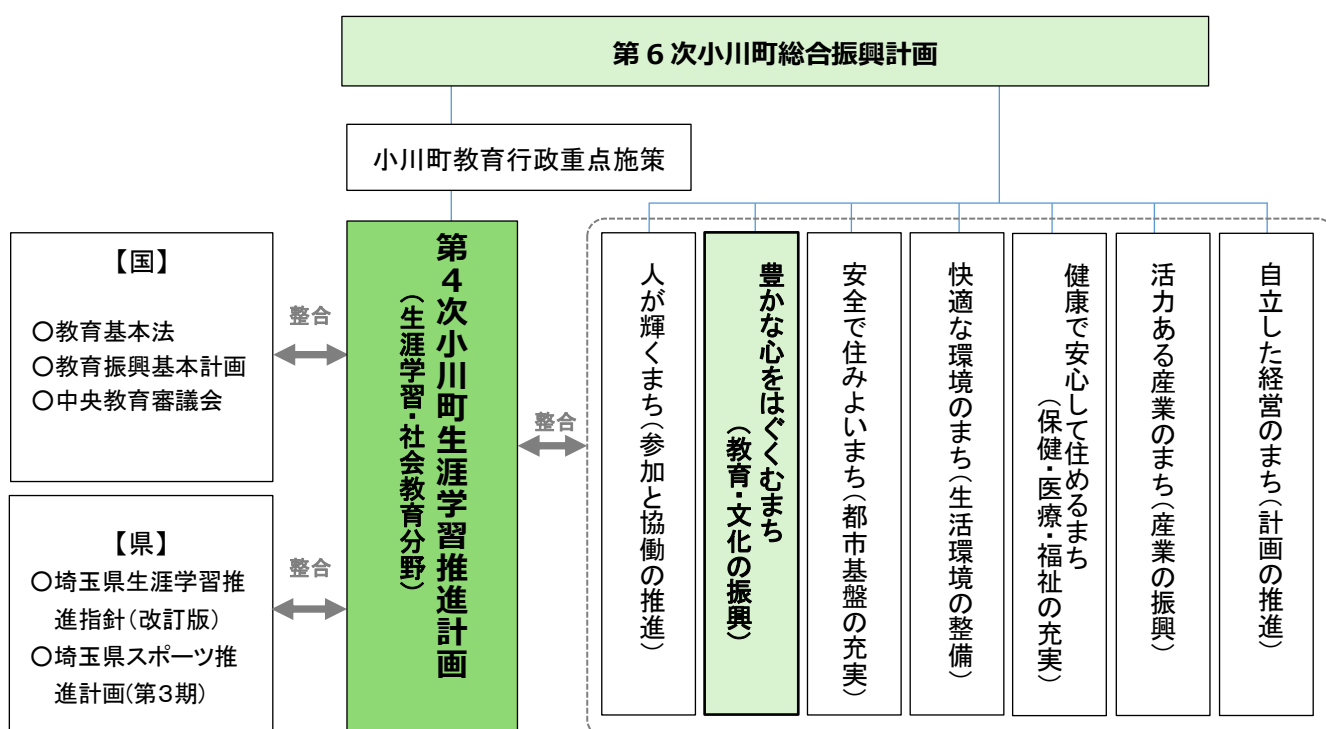 第6次小川町総合振興計画
小川町教育行政重点施策
【国】
〇教育基本法
〇教育振興基本計画
〇中央教育審議会
整合
【県】
〇埼玉県生涯学習推
進指針(改訂版)
〇埼玉県スポーツ推
進計画(第3期)
整合
第4次小川町生涯学習推進計画
(生涯学習・社会教育分野)
整合
人が輝くまち(参加と協働の推進)
豊かな心をはぐくむまち
(教育・文化の振興)
安全で住みよいまち(都市基盤の充実)
快適な環境のまち(生活環境の整備)
健康で安心して住めるまち
(保健・医療・福祉の充実)
活力ある産業のまち(産業の振興)
自立した経営のまち(計画の推進)